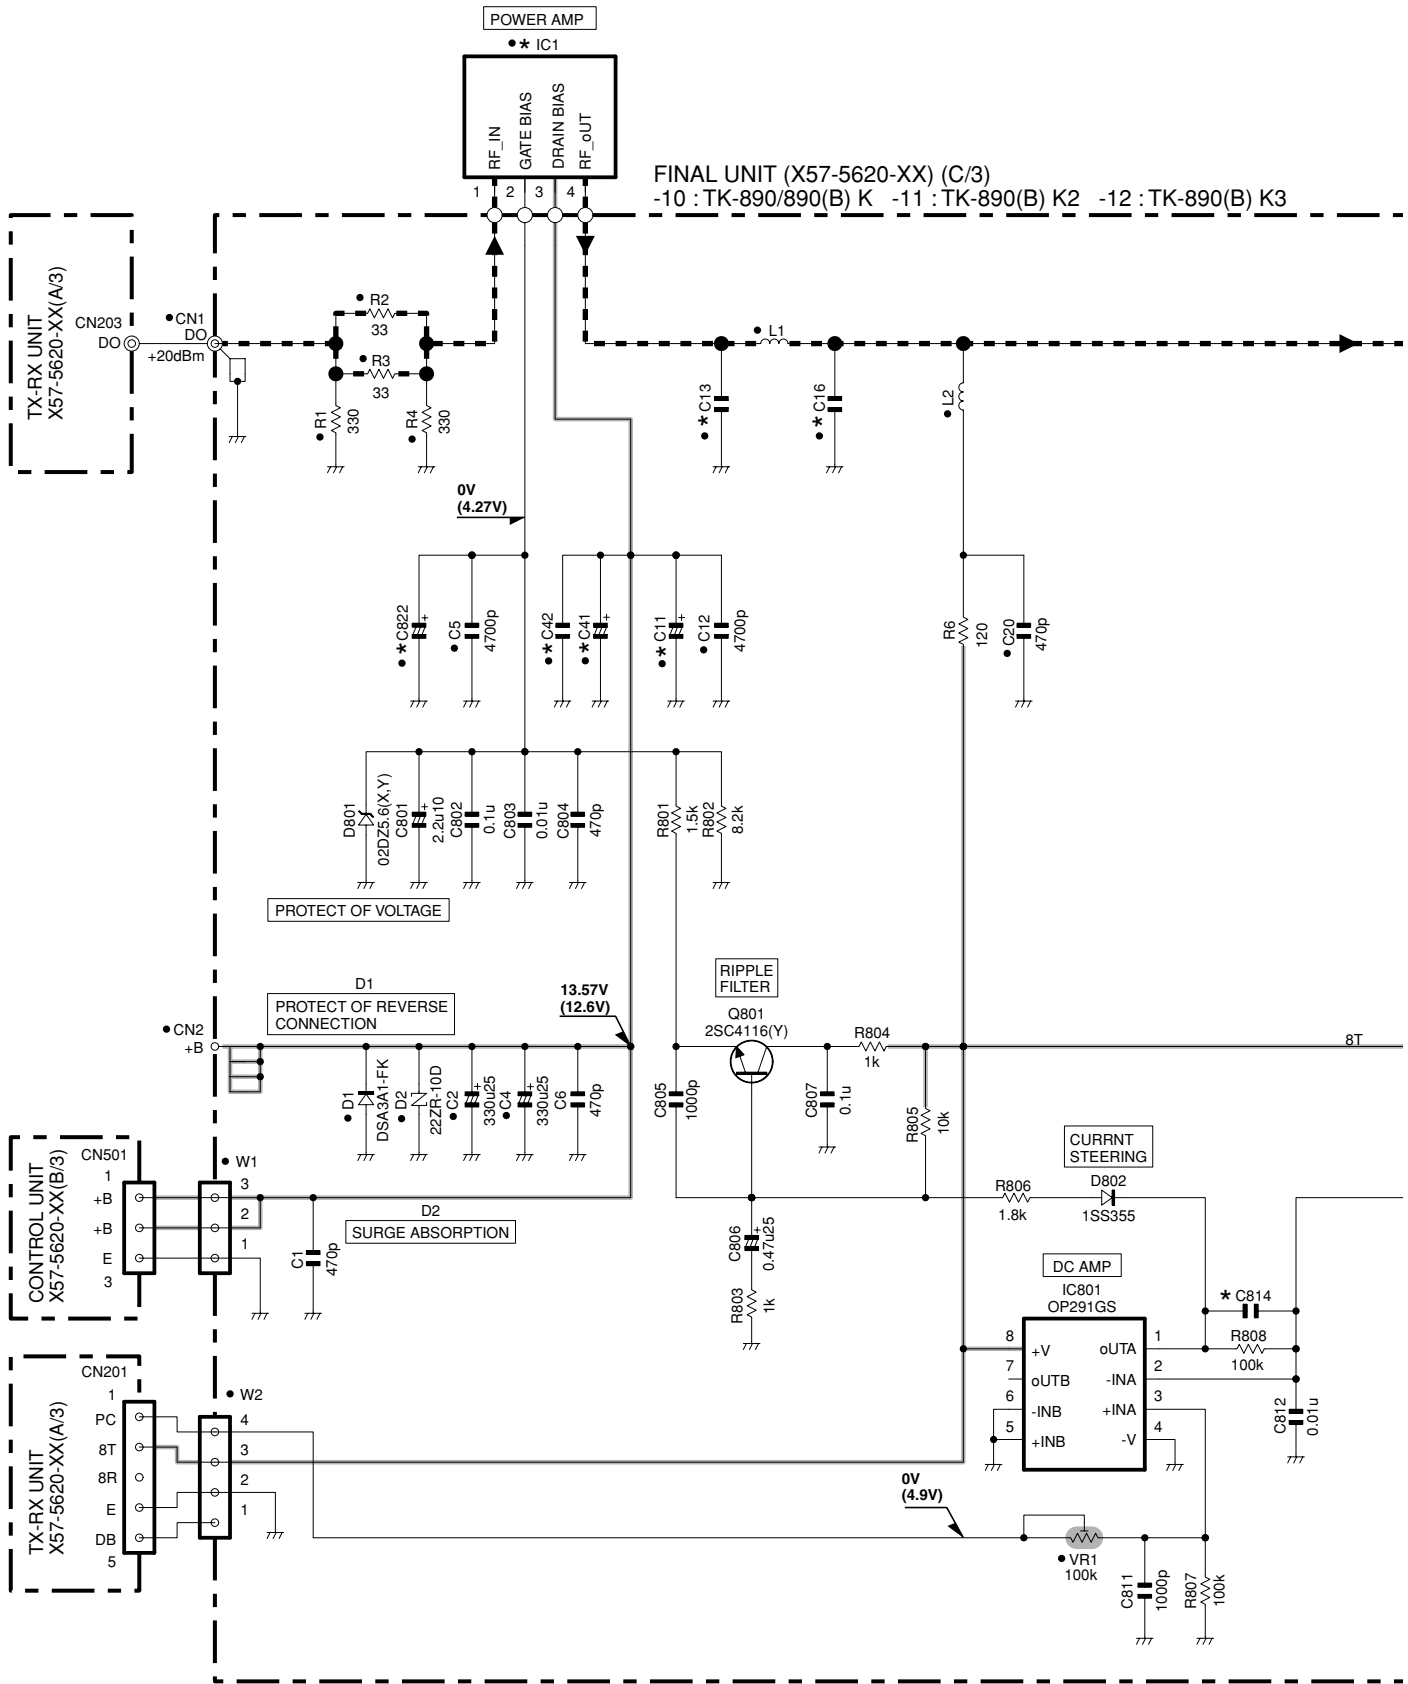 POWER AMP
* IC1
RF_IN
GATE BIAS
DRAIN BIAS
RF_oUT
1
2
3
4
FINAL UNIT (X57-5620-XX) (C/3)
-10 : TK-890/890(B) K -11 : TK-890(B) K2 -12 : TK-890(B) K3
TX-RX UNIT
X57-5620-XX(A/3)
CN203
DO
CN1
DO
+20dBm
R2
33
R3
33
R1
330
R4
330
L1
* C13
* C16
L2
0V
(4.27V)
* C822
+
C5
4700p
* C42
* C41
+
* C11
+
C12
4700p
R6
120
C20
470p
D801
02DZ5.6(X,Y)
C801
+
2.2u10
C802
0.1u
C803
0.01u
C804
470p
R801
1.5k
R802
8.2k
PROTECT OF VOLTAGE
D1
PROTECT OF REVERSE
CONNECTION
13.57V
(12.6V)
RIPPLE
FILTER
Q801
2SC4116(Y)
R804
1k
8T
CN2
+B
D1
DSA3A1-FK
D2
22ZR-10D
C2
+
330u25
C4
+
330u25
C6
470p
C805
1000p
C807
0.1u
R805
10k
CURRNT
STEERING
D802
1SS355
R806
1.8k
CONTROL UNIT
X57-5620-XX(B/3)
CN501
1
+B
+B
E
3
W1
3
2
1
C1
470p
D2
SURGE ABSORPTION
C806
+
0.47u25
R803
1k
DC AMP
IC801
OP291GS
* C814
R808
100k
8
+V
7
oUTB
6
-INB
5
+INB
1
oUTA
2
-INA
3
+INA
4
-V
C812
0.01u
TX-RX UNIT
X57-5620-XX(A/3)
CN201
1
PC
8T
8R
E
DB
5
W2
4
3
2
1
0V
(4.9V)
VR1
100k
C811
1000p
R807
100k